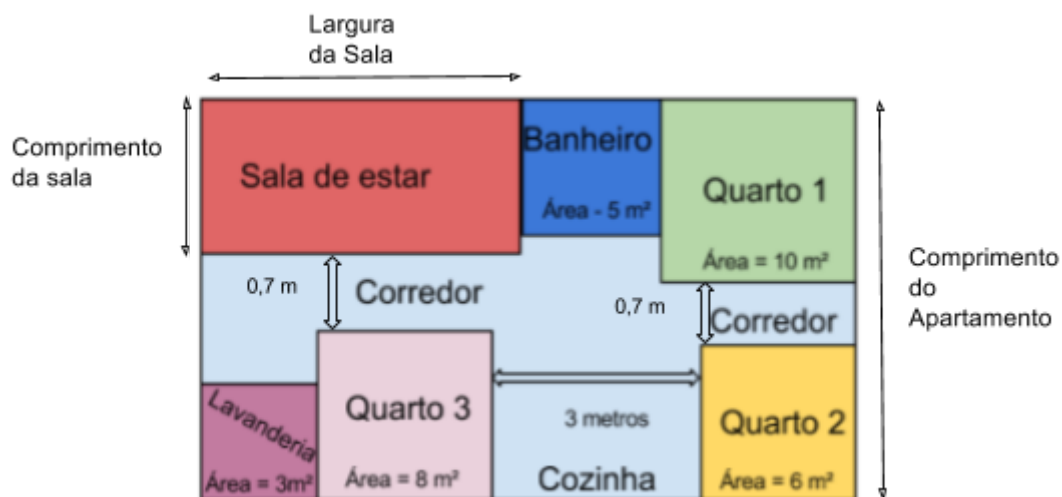 Largura
da Sala
Comprimento
da sala
Sala de estar
Banheiro
Área - 5 m²
Quarto 1
Área = 10 m²
Comprimento
do
Apartamento
0,7 m
Corredor
0,7 m
Corredor
Lavanderia
Área = 3m²
Quarto 3
Área = 8 m²
3 metros
Cozinha
Quarto 2
Área = 6 m²